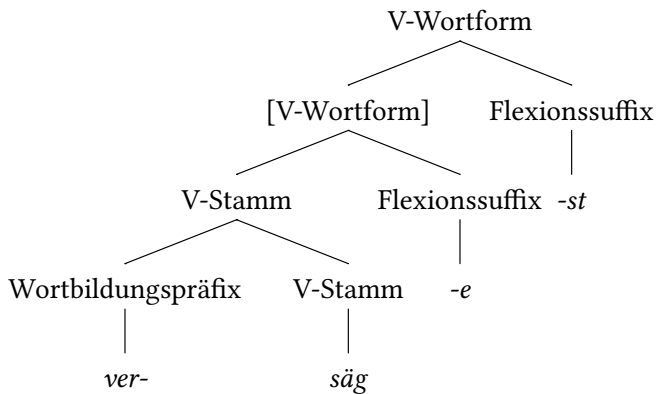 V-Wortform
[V-Wortform] Flexionssuffix
V-Stamm Flexionssuffix -st
Wortbildungspräfix V-Stamm -e
ver- säg